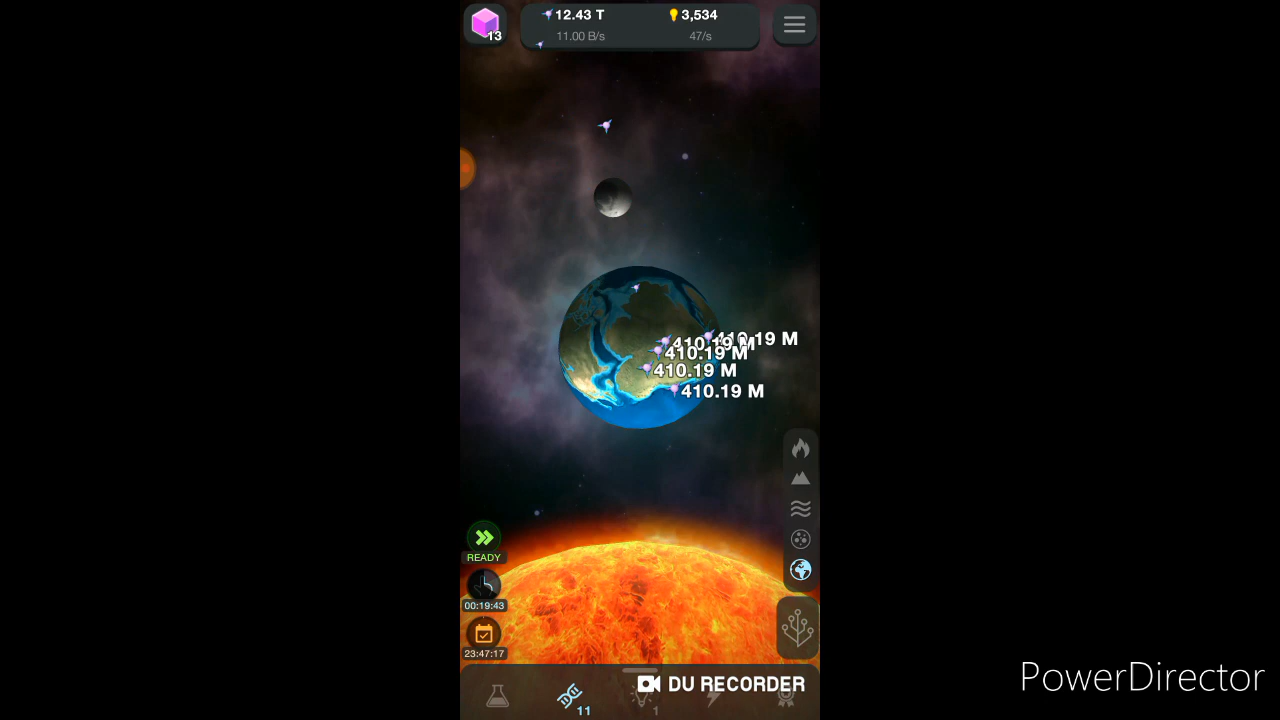 13
12.43 T
3,534
11.00 B/s
47/s
410.19 M
410.19 M
410.19 M
410.19 M
410.19 M
READY
00:19:43
23:47:17
11
1
DU RECORDER
PowerDirector